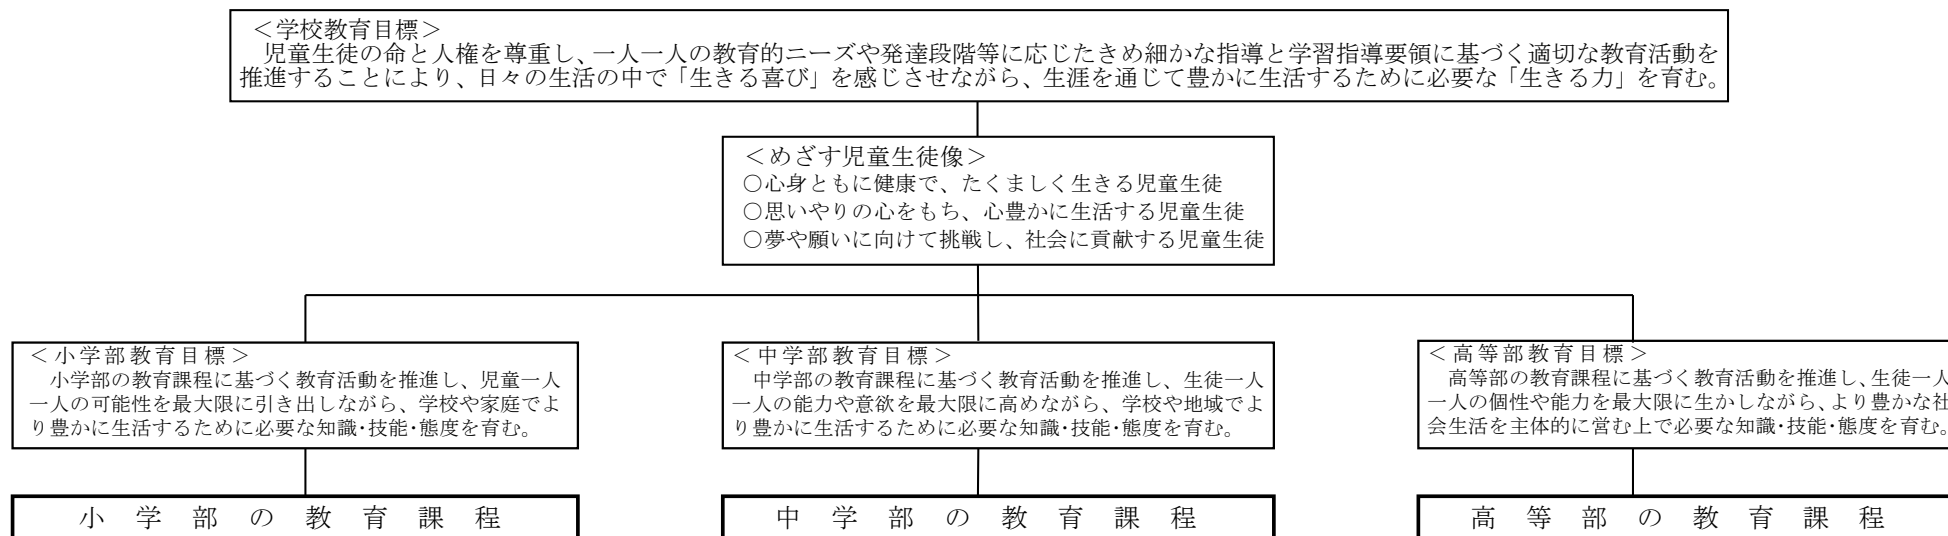 ＜学校教育目標＞
児童生徒の命と人権を尊重し、一人一人の教育的ニーズや発達段階等に応じたきめ細かな指導と学習指導要領に基づく適切な教育活動を
推進することにより、日々の生活の中で「生きる喜び」を感じさせながら、生涯を通じて豊かに生活するために必要な「生きる力」を育む。
＜めざす児童生徒像＞
○心身ともに健康で、たくましく生きる児童生徒
○思いやりの心をもち、心豊かに生活する児童生徒
○夢や願いに向けて挑戦し、社会に貢献する児童生徒
＜小学部教育目標＞
小学部の教育課程に基づく教育活動を推進し、児童一人
一人の可能性を最大限に引き出しながら、学校や家庭でよ
り豊かに生活するために必要な知識・技能・態度を育む。
＜中学部教育目標＞
中学部の教育課程に基づく教育活動を推進し、生徒一人
一人の能力や意欲を最大限に高めながら、学校や地域でよ
り豊かに生活するために必要な知識・技能・態度を育む。
＜高等部教育目標＞
高等部の教育課程に基づく教育活動を推進し、生徒一人
一人の個性や能力を最大限に生かしながら、より豊かな社
会生活を主体的に営む上で必要な知識・技能・態度を育む。
小学部の教育課程
中学部の教育課程
高等部の教育課程